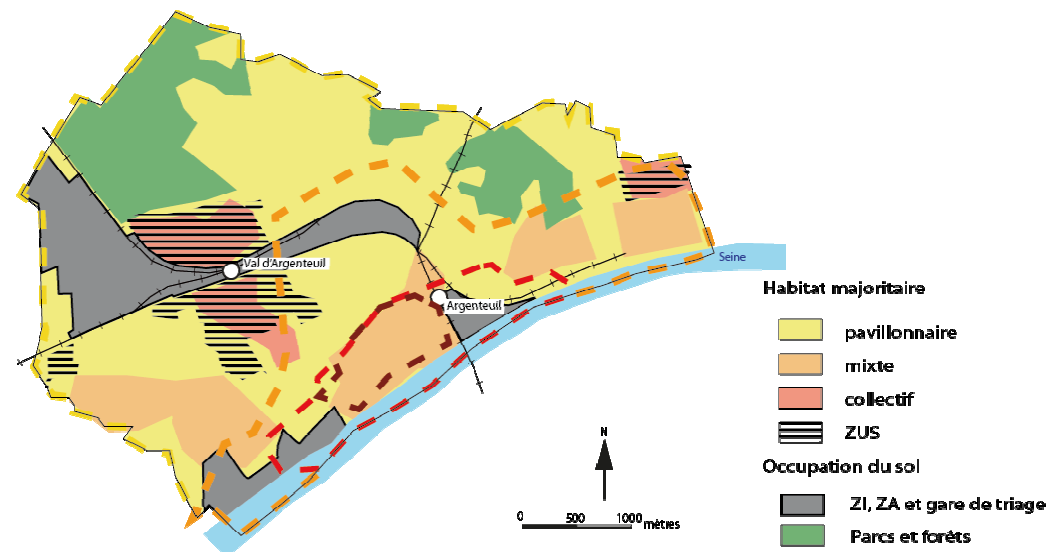 Val d'Argenteuil
Argenteuil
Seine
Habitat majoritaire
pavillonnaire
mixte
collectif
ZUS
Occupation du sol
ZI, ZA et gare de triage
Parcs et forêts
N
0 500 1000 mètres